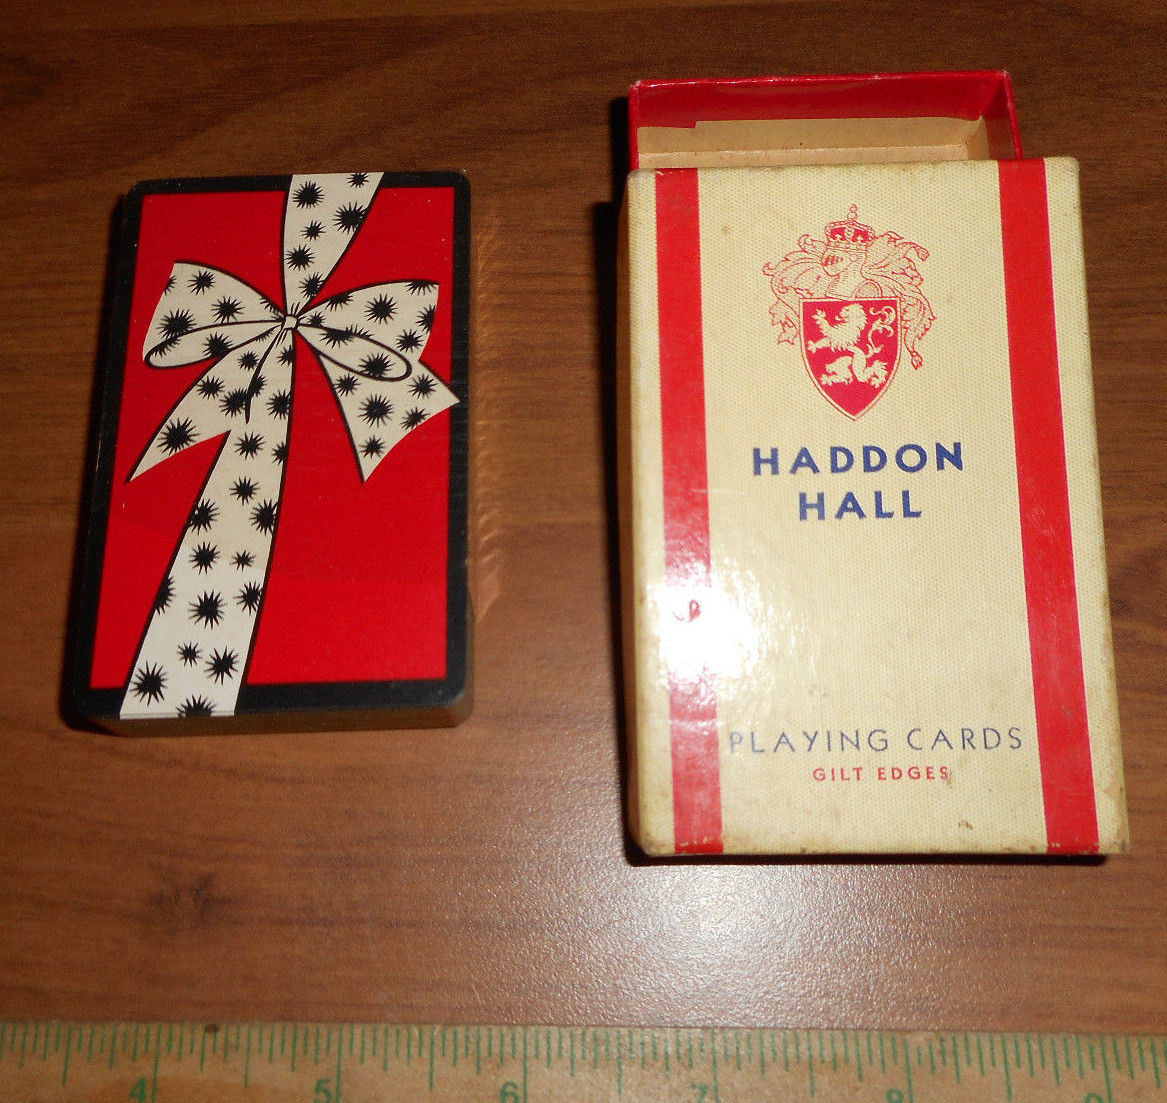 HADDON
HALL
PLAYING CARDS
GILT EDGES
4 5 6 7 8 9